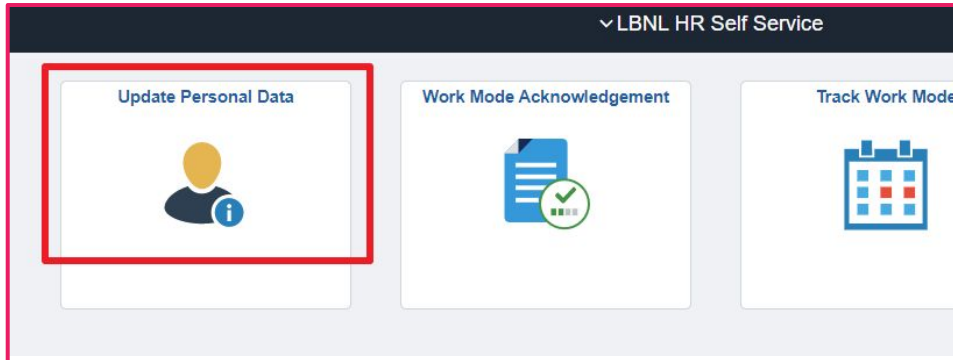 LBNL HR Self Service
Update Personal Data
Work Mode Acknowledgement
Track Work Mode
i